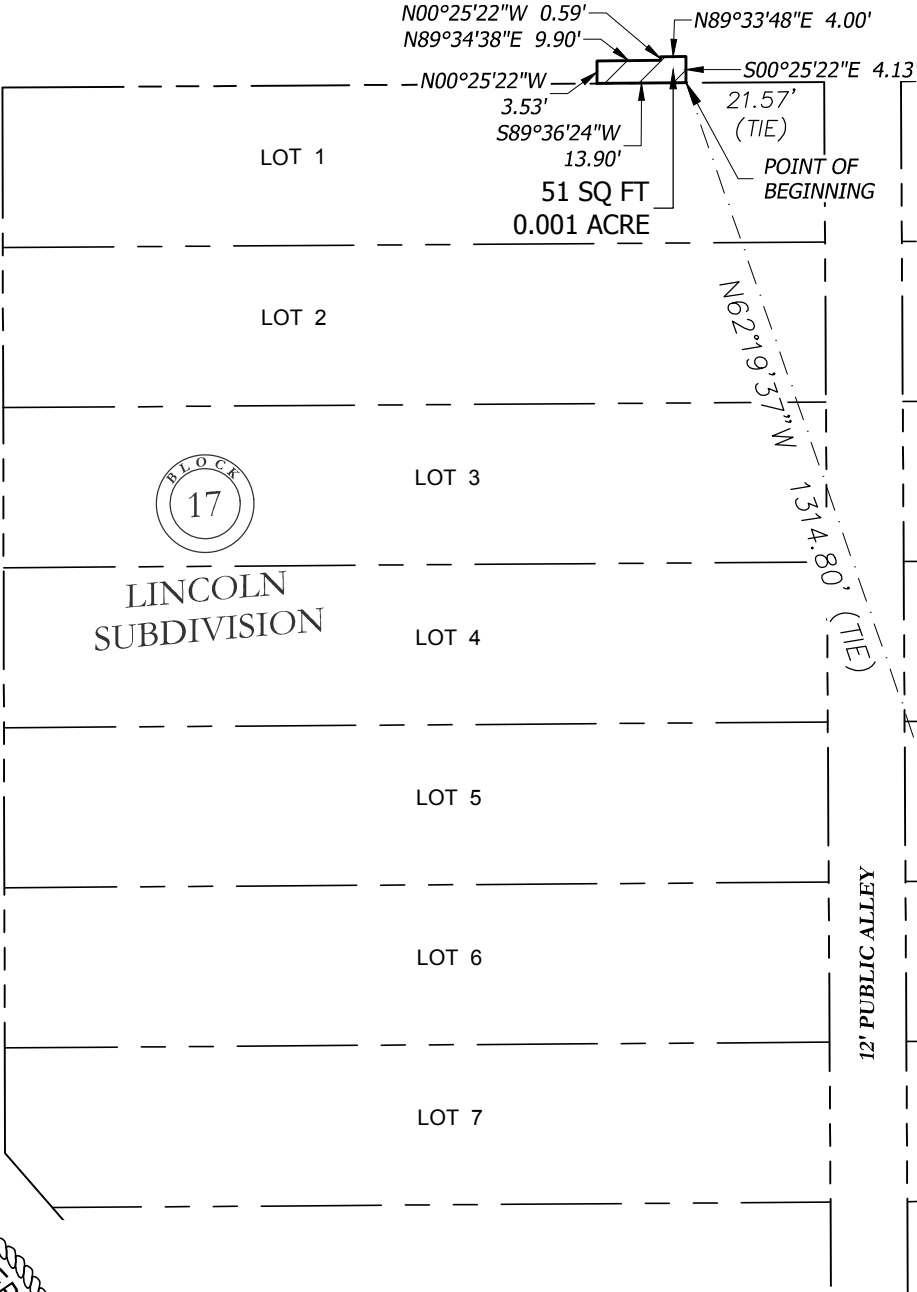 N00°25'22"W 0.59'
N89°33'48"E 4.00'
N89°34'38"E 9.90'
S00°25'22"E 4.13'
N00°25'22"W
3.53'
21.57'
(TIE)
S89°36'24"W
13.90'
POINT OF
BEGINNING
51 SQ FT
0.001 ACRE
LOT 1
LOT 2
N62°19'37"W 1314.80' (TIE)
LOT 3
BLOCK
17
LINCOLN
SUBDIVISION
LOT 4
LOT 5
12' PUBLIC ALLEY
LOT 6
LOT 7